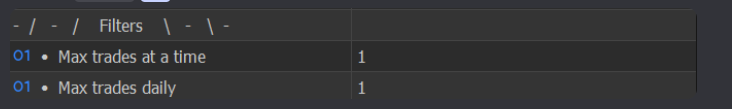 - / - / Filters \ - \ -
01 • Max trades at a time 1
01 • Max trades daily 1